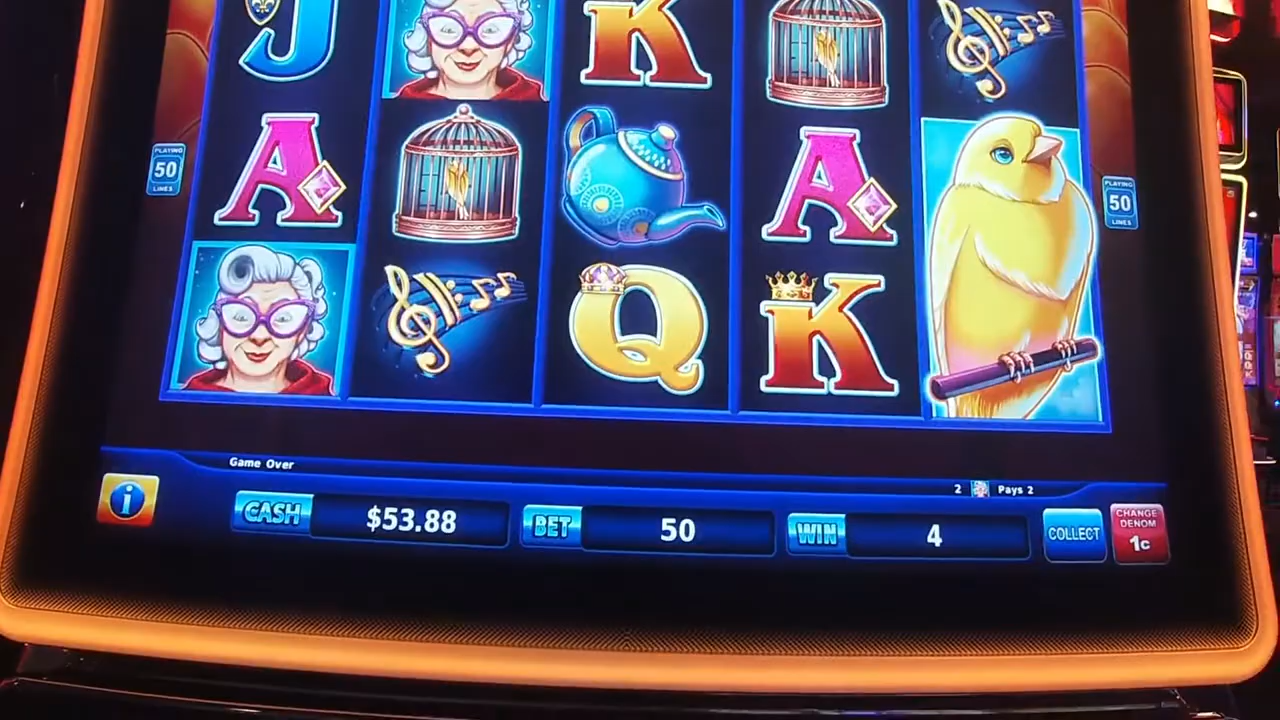 J
K
A
A
PLAYING
50
LINES
PLAYING
50
LINES
Q
K
Game Over
2 Pays 2
CASH $53.88 BET 50 WIN 4
COLLECT
CHANGE
DENOM
1c
i